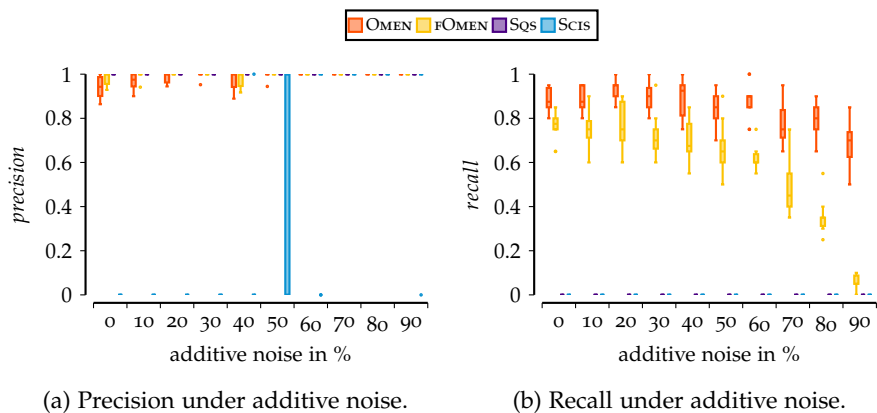 OMEN FOMEN SQS SCIS
1
0.8
0.6
0.4
0.2
0
precision
0 10 20 30 40 50 60 70 80 90
additive noise in %
(a) Precision under additive noise.
1
0.8
0.6
0.4
0.2
0
recall
0 10 20 30 40 50 60 70 80 90
additive noise in %
(b) Recall under additive noise.